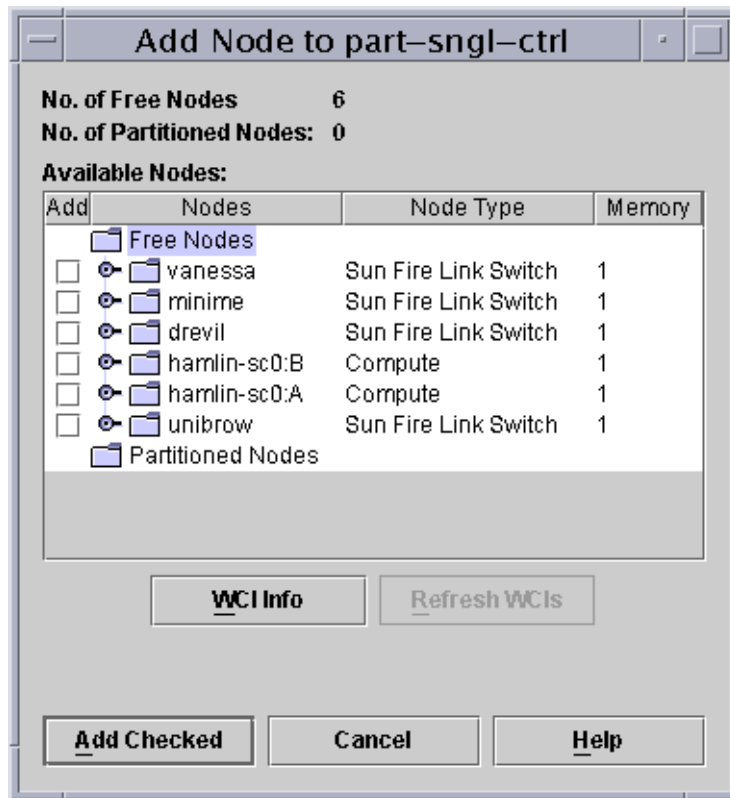 Add Node to part-sngl-ctrl
No. of Free Nodes 6
No. of Partitioned Nodes: 0
Available Nodes:
Add Nodes Node Type Memory
Free Nodes
vanessa Sun Fire Link Switch 1
minime Sun Fire Link Switch 1
drevil Sun Fire Link Switch 1
hamlin-sc0:B Compute 1
hamlin-sc0:A Compute 1
unibrow Sun Fire Link Switch 1
Partitioned Nodes
WCI Info Refresh WCIs
Add Checked Cancel Help